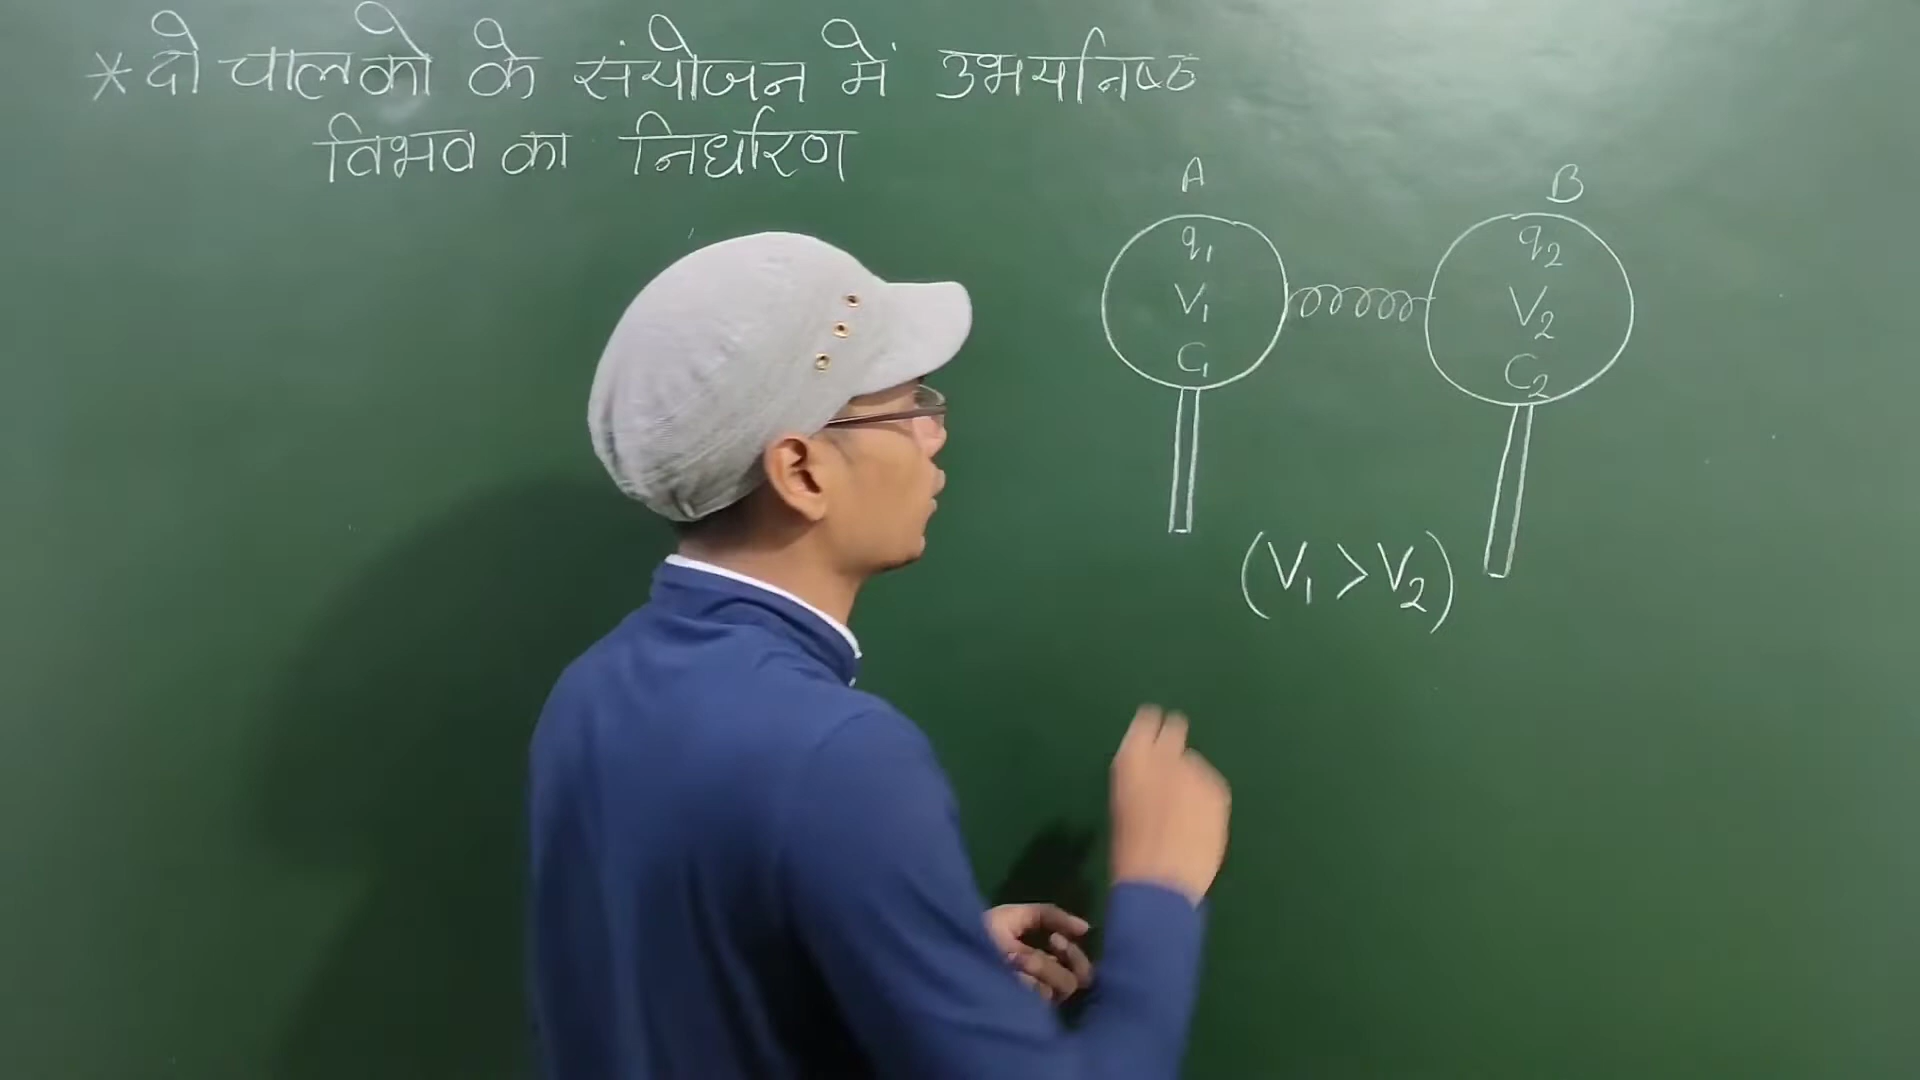 *दो चालको के संयोजन में उभयनिष्ठ
विभव का निर्धारण
A
B
q₁
V₁
C₁
q₂
V₂
C₂
(V₁ > V₂)